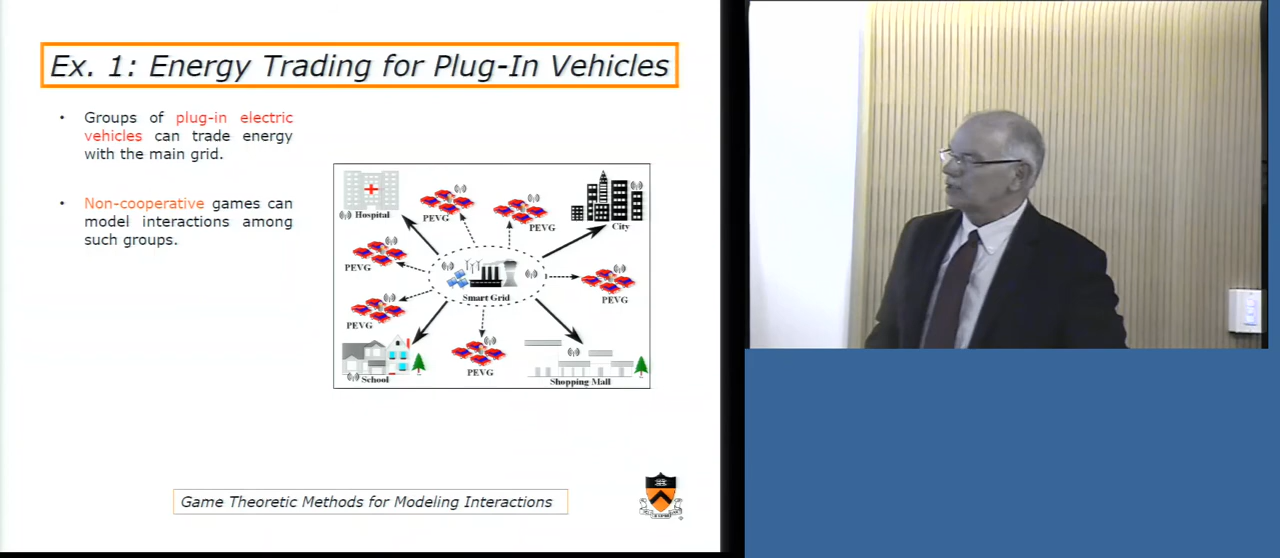 Ex. 1: Energy Trading for Plug-In Vehicles
• Groups of plug-in electric
vehicles can trade energy
with the main grid.
• Non-cooperative games can
model interactions among
such groups.
Hospital
PEVG
PEVG
City
PEVG
Smart Grid
PEVG
PEVG
PEVG
School
Shopping Mall
Game Theoretic Methods for Modeling Interactions